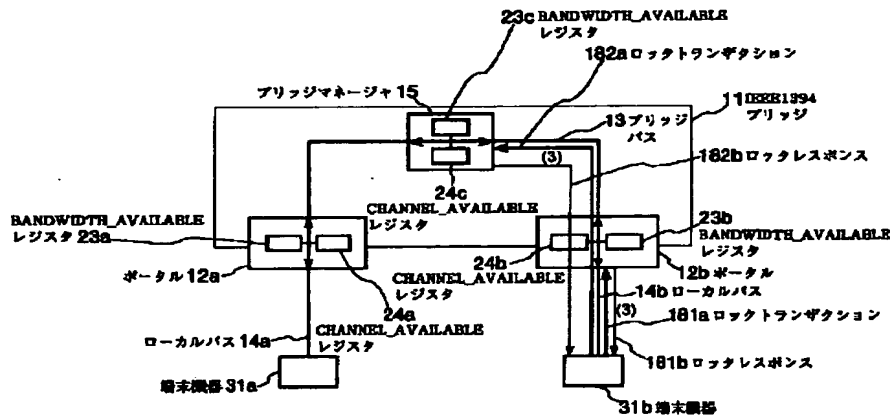 23c BANDWIDTH_AVAILABLE
レジスタ
182a ロックトランザクション
ブリッジマネージャ 15
11 IEEE1394
ブリッジ
13 ブリッジ
バス
(3)
182b ロックレスポンス
24c
CHANNEL_AVAILABLE
レジスタ
BANDWIDTH_AVAILABLE
レジスタ 23a
23b
BANDWIDTH_AVAILABLE
レジスタ
24b
CHANNEL_AVAILABLE
レジスタ
ポータル 12a
12b ポータル
24a
CHANNEL_AVAILABLE
レジスタ
14b ローカルバス
(3)
181a ロックトランザクション
ローカルバス 14a
181b ロックレスポンス
端末機器 31a
31b 端末機器